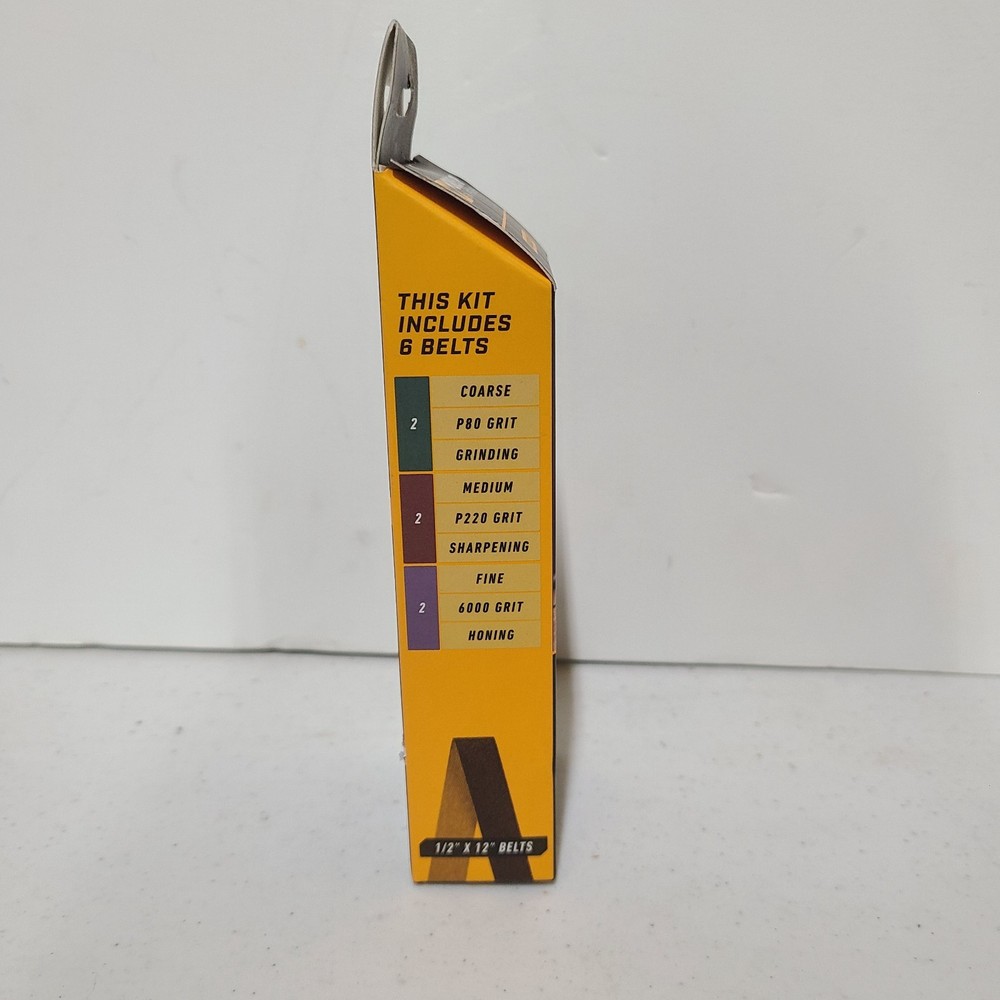 THIS KIT
INCLUDES
6 BELTS
COARSE
2
P80 GRIT
GRINDING
MEDIUM
2
P220 GRIT
SHARPENING
FINE
2
6000 GRIT
HONING
1/2" X 12" BELTS